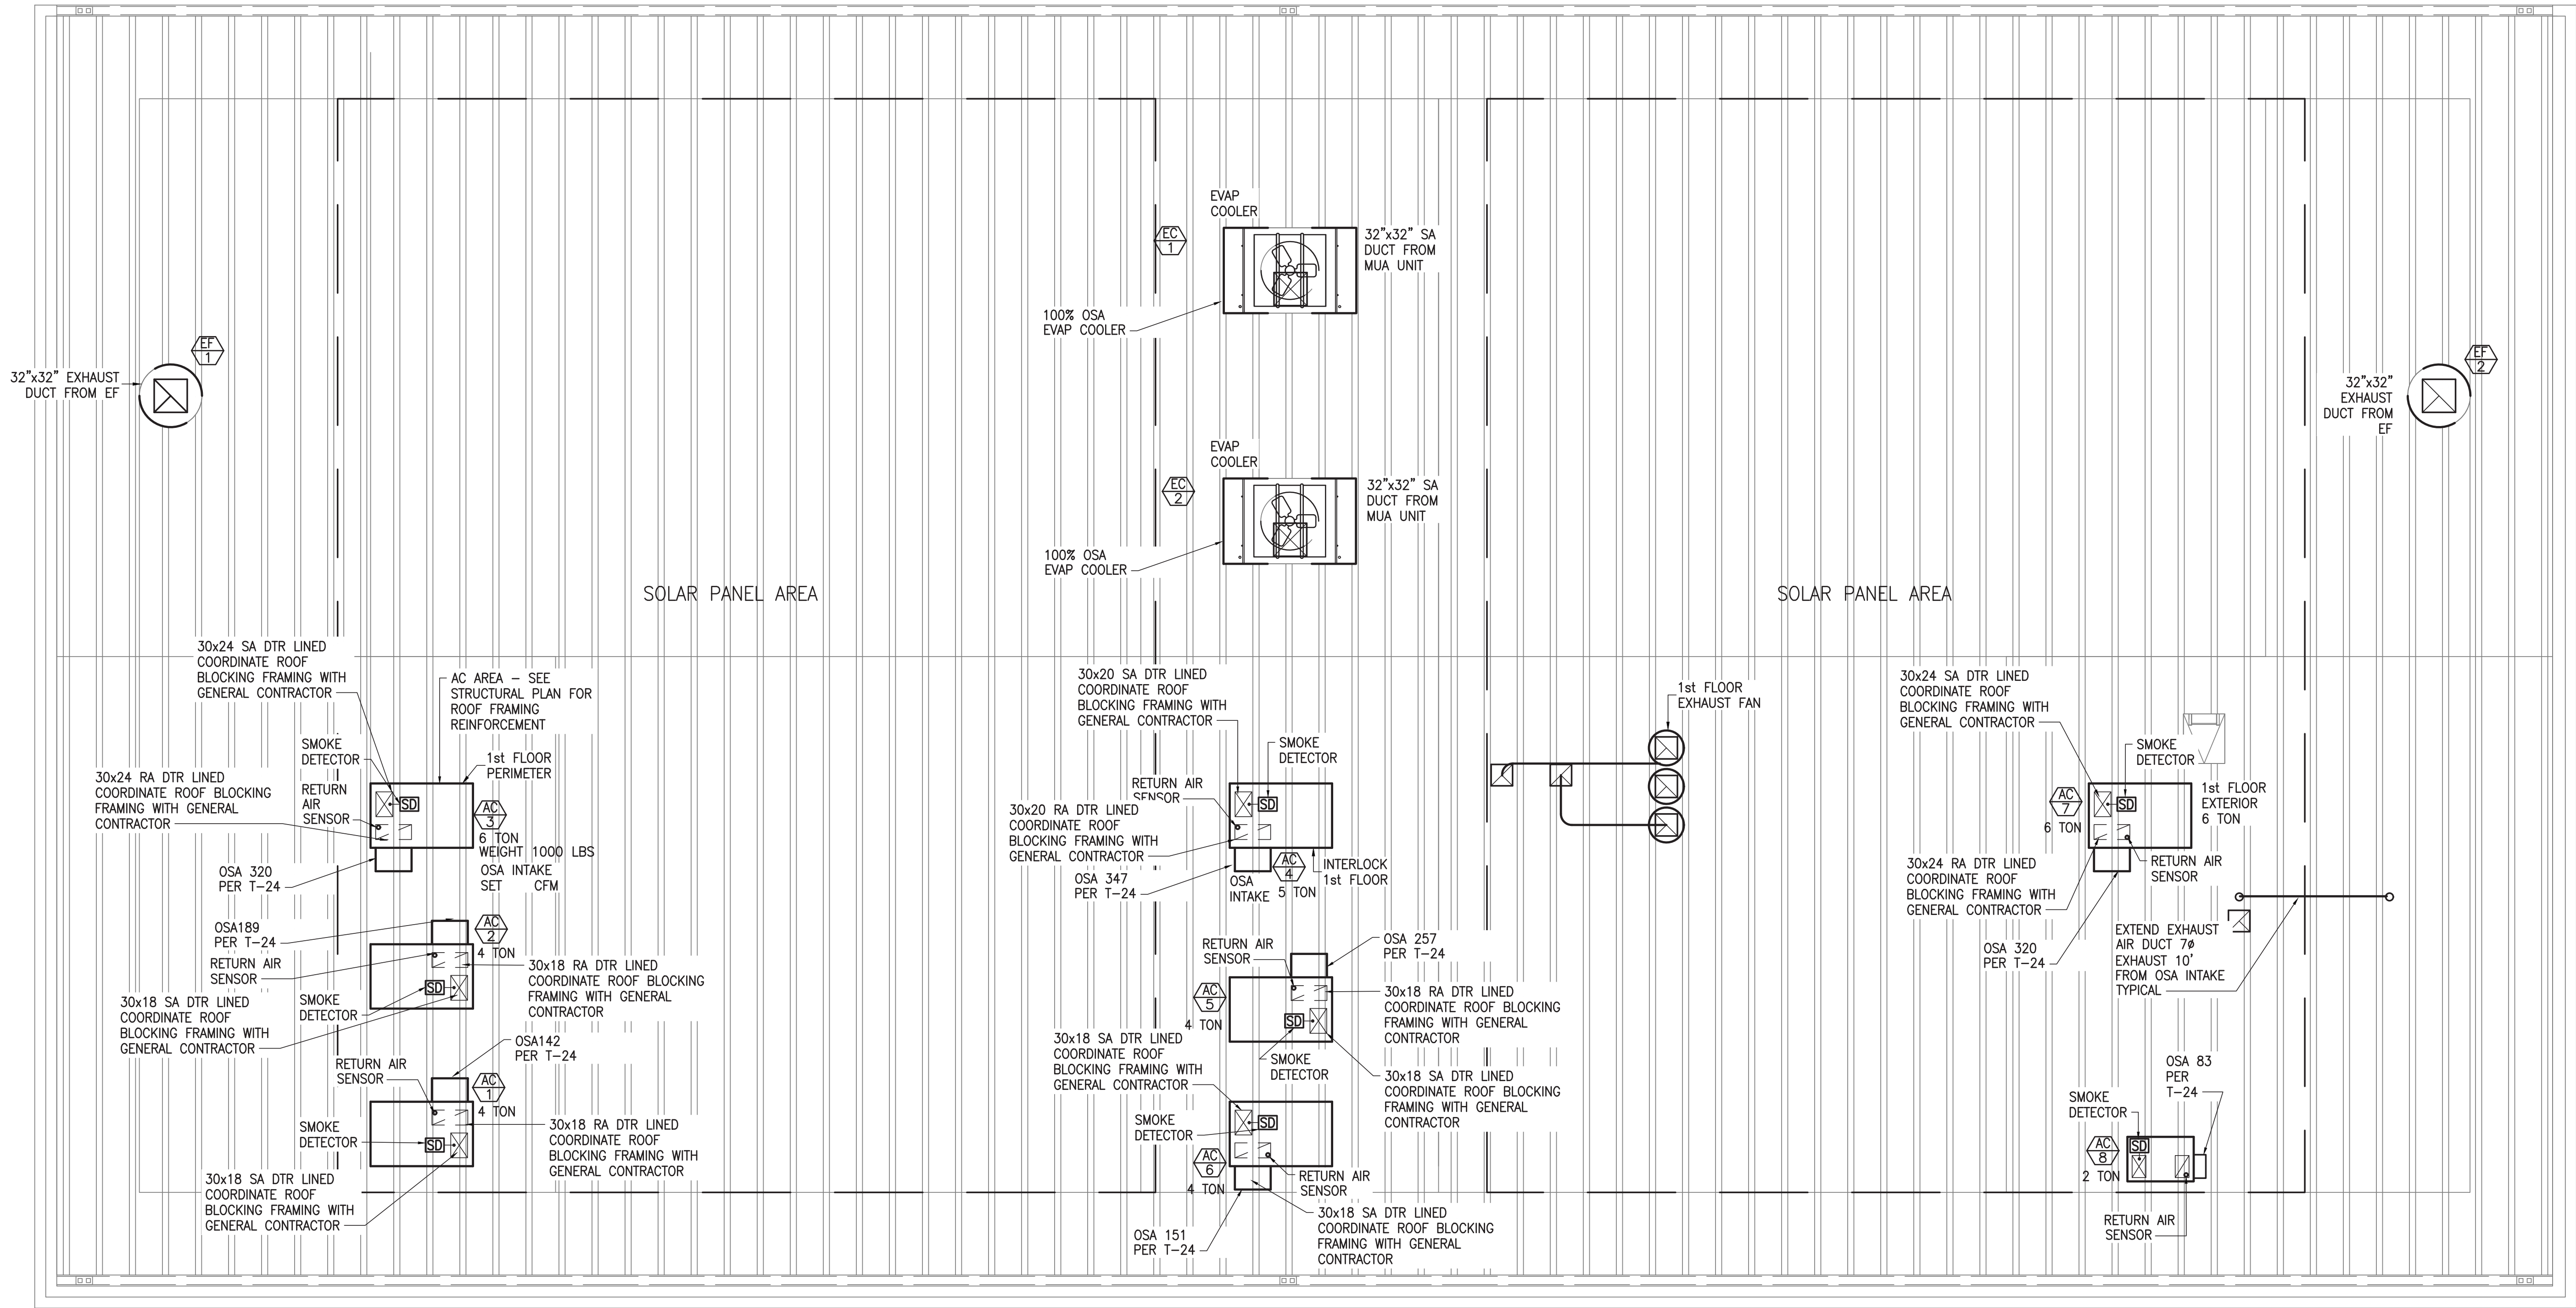 EVAP
COOLER
EC
1
32"x32" SA
DUCT FROM
MUA UNIT
100% OSA
EVAP COOLER
EF
1
32"x32" EXHAUST
DUCT FROM EF
EF
2
32"x32"
EXHAUST
DUCT FROM
EF
EVAP
COOLER
EC
2
32"x32" SA
DUCT FROM
MUA UNIT
100% OSA
EVAP COOLER
SOLAR PANEL AREA
SOLAR PANEL AREA
30x24 SA DTR LINED
COORDINATE ROOF
BLOCKING FRAMING WITH
GENERAL CONTRACTOR
AC AREA – SEE
STRUCTURAL PLAN FOR
ROOF FRAMING
REINFORCEMENT
SMOKE
DETECTOR
1st FLOOR
PERIMETER
30x24 RA DTR LINED
COORDINATE ROOF BLOCKING
FRAMING WITH GENERAL
CONTRACTOR
RETURN
AIR
SENSOR
SD
AC
3
6 TON
WEIGHT 1000 LBS
OSA INTAKE
SET CFM
OSA 320
PER T-24
OSA189
PER T-24
AC
2
4 TON
RETURN AIR
SENSOR
30x18 RA DTR LINED
COORDINATE ROOF BLOCKING
FRAMING WITH GENERAL
CONTRACTOR
SD
30x18 SA DTR LINED
COORDINATE ROOF
BLOCKING FRAMING WITH
GENERAL CONTRACTOR
SMOKE
DETECTOR
OSA142
PER T-24
RETURN AIR
SENSOR
AC
1
4 TON
SMOKE
DETECTOR
SD
30x18 RA DTR LINED
COORDINATE ROOF
BLOCKING FRAMING WITH
GENERAL CONTRACTOR
30x18 SA DTR LINED
COORDINATE ROOF
BLOCKING FRAMING WITH
GENERAL CONTRACTOR
30x20 SA DTR LINED
COORDINATE ROOF
BLOCKING FRAMING WITH
GENERAL CONTRACTOR
SMOKE
DETECTOR
RETURN AIR
SENSOR
SD
30x20 RA DTR LINED
COORDINATE ROOF
BLOCKING FRAMING WITH
GENERAL CONTRACTOR
AC
4
5 TON
INTERLOCK
1st FLOOR
OSA 347
PER T-24
OSA
INTAKE
RETURN AIR
SENSOR
OSA 257
PER T-24
AC
5
4 TON
30x18 RA DTR LINED
COORDINATE ROOF BLOCKING
FRAMING WITH GENERAL
CONTRACTOR
SD
SMOKE
DETECTOR
30x18 SA DTR LINED
COORDINATE ROOF
BLOCKING FRAMING WITH
GENERAL CONTRACTOR
30x18 SA DTR LINED
COORDINATE ROOF BLOCKING
FRAMING WITH GENERAL
CONTRACTOR
SMOKE
DETECTOR
SD
AC
6
4 TON
RETURN AIR
SENSOR
30x18 SA DTR LINED
COORDINATE ROOF BLOCKING
FRAMING WITH GENERAL
CONTRACTOR
OSA 151
PER T-24
1st FLOOR
EXHAUST FAN
30x24 SA DTR LINED
COORDINATE ROOF
BLOCKING FRAMING WITH
GENERAL CONTRACTOR
SMOKE
DETECTOR
AC
7
6 TON
SD
1st FLOOR
EXTERIOR
6 TON
30x24 RA DTR LINED
COORDINATE ROOF
BLOCKING FRAMING WITH
GENERAL CONTRACTOR
RETURN AIR
SENSOR
OSA 320
PER T-24
EXTEND EXHAUST
AIR DUCT 7ø
EXHAUST 10'
FROM OSA INTAKE
TYPICAL
OSA 83
PER
T-24
SMOKE
DETECTOR
SD
AC
8
2 TON
RETURN AIR
SENSOR